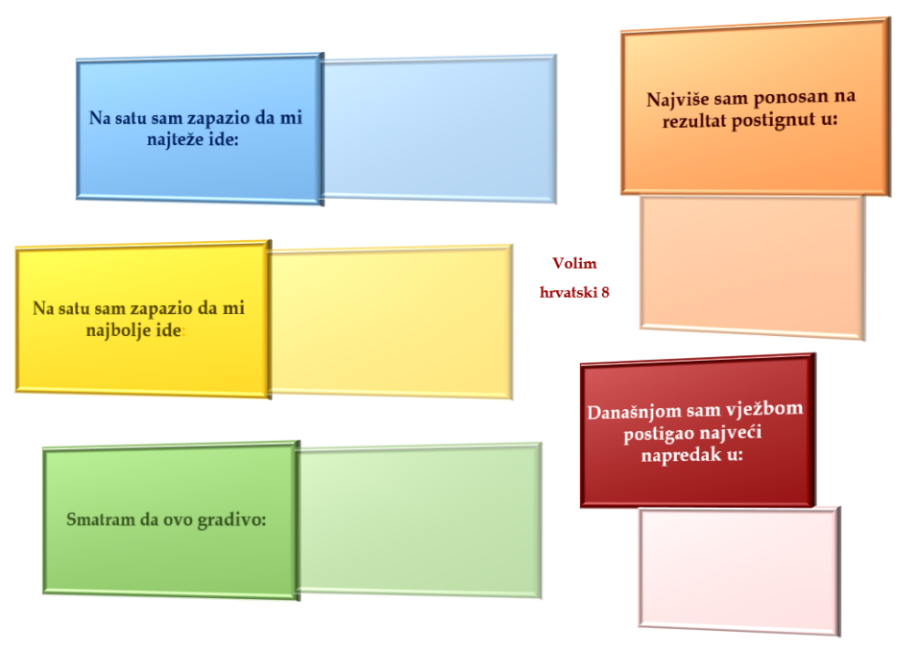 Na satu sam zapazio da mi
najteže ide:
Na satu sam zapazio da mi
najbolje ide:
Smatram da ovo gradivo:
Volim
hrvatski 8
Najviše sam ponosan na
rezultat postignut u:
Današnjom sam vježbom
postigao najveći
napredak u: